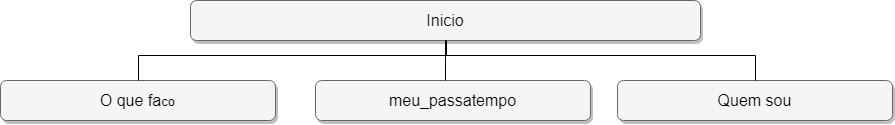 Inicio
O que faco
meu_passatempo
Quem sou